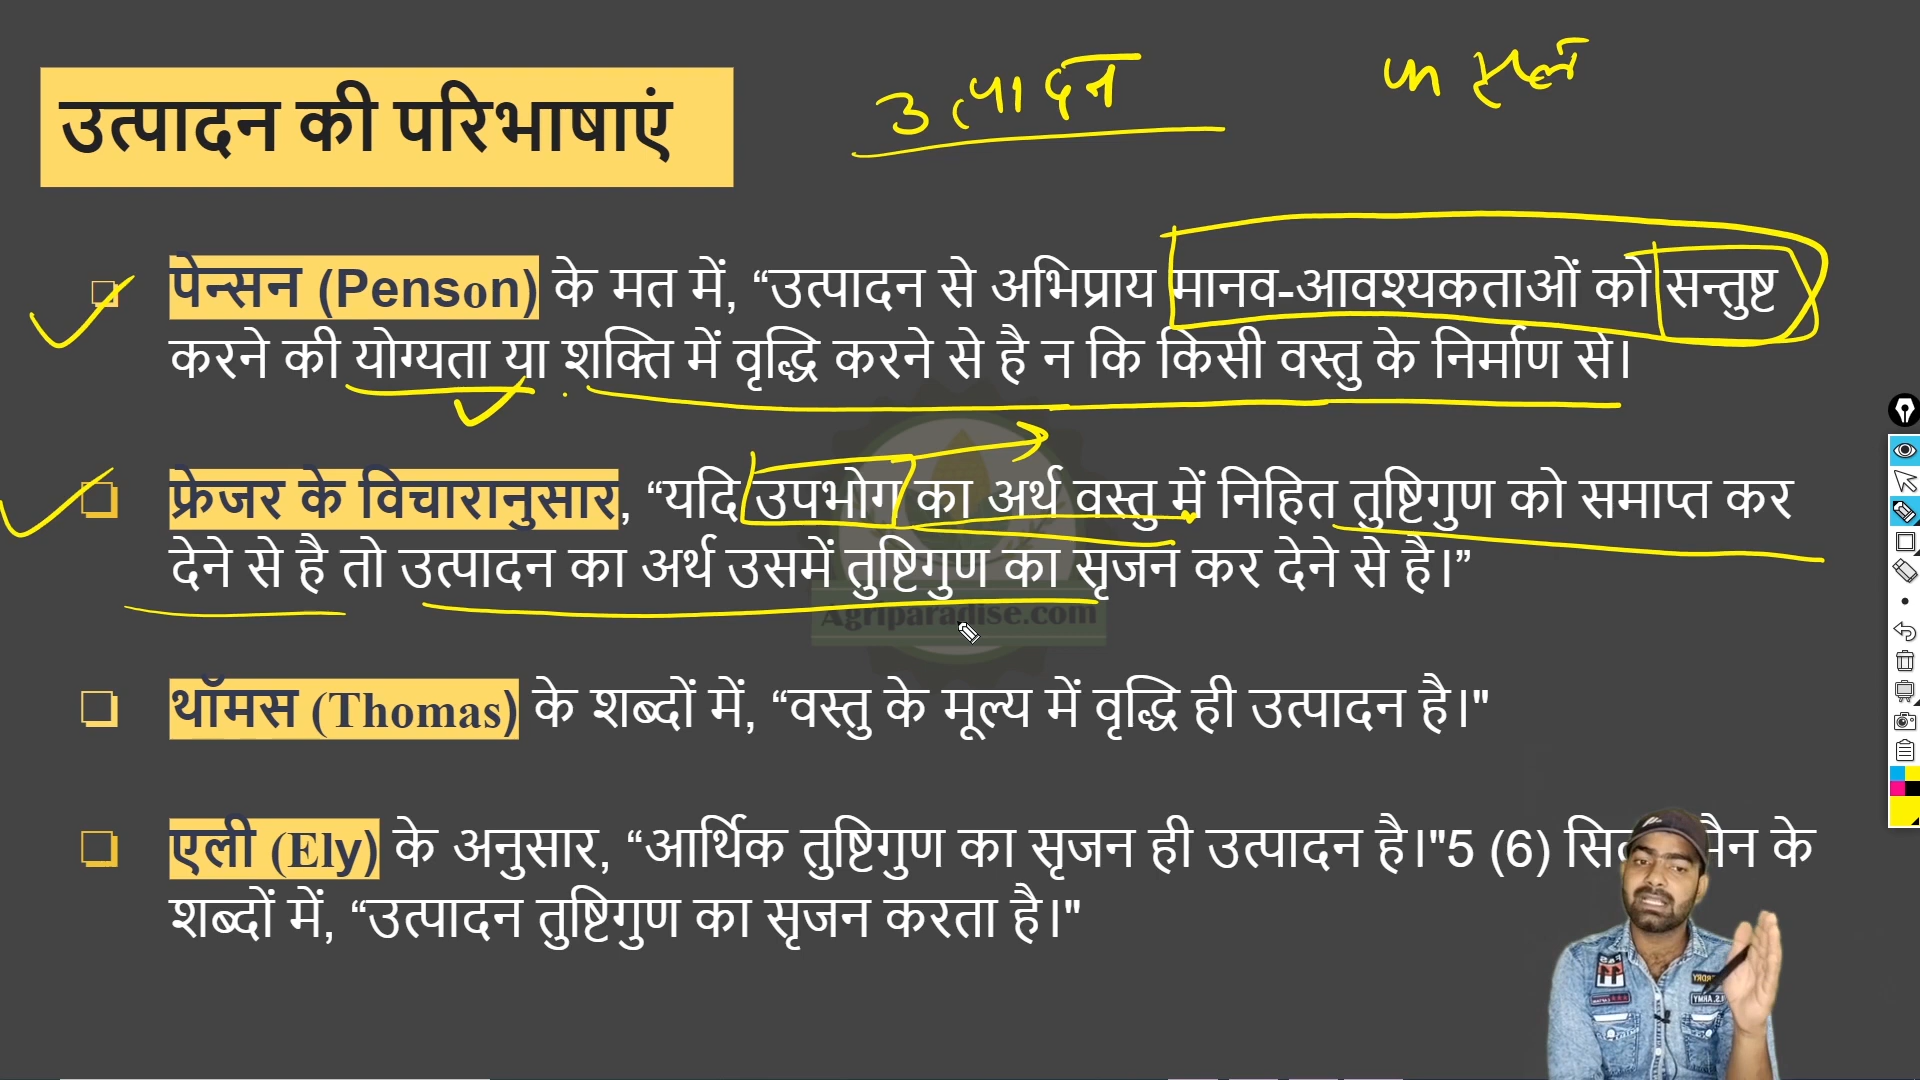 उत्पादन की परिभाषाएं
उत्पादन
❑ पेन्सन (Penson) के मत में, “उत्पादन से अभिप्राय मानव-आवश्यकताओं को सन्तुष्ट
करने की योग्यता या शक्ति में वृद्धि करने से है न कि किसी वस्तु के निर्माण से।
❑ फ्रेजर के विचारानुसार, “यदि उपभोग का अर्थ वस्तु में निहित तुष्टिगुण को समाप्त कर
देने से है तो उत्पादन का अर्थ उसमें तुष्टिगुण का सृजन कर देने से है।”
Agriparadise.com
❑ थॉमस (Thomas) के शब्दों में, “वस्तु के मूल्य में वृद्धि ही उत्पादन है।"
❑ एली (Ely) के अनुसार, “आर्थिक तुष्टिगुण का सृजन ही उत्पादन है।"5 (6) के
शब्दों में, “उत्पादन तुष्टिगुण का सृजन करता है।"